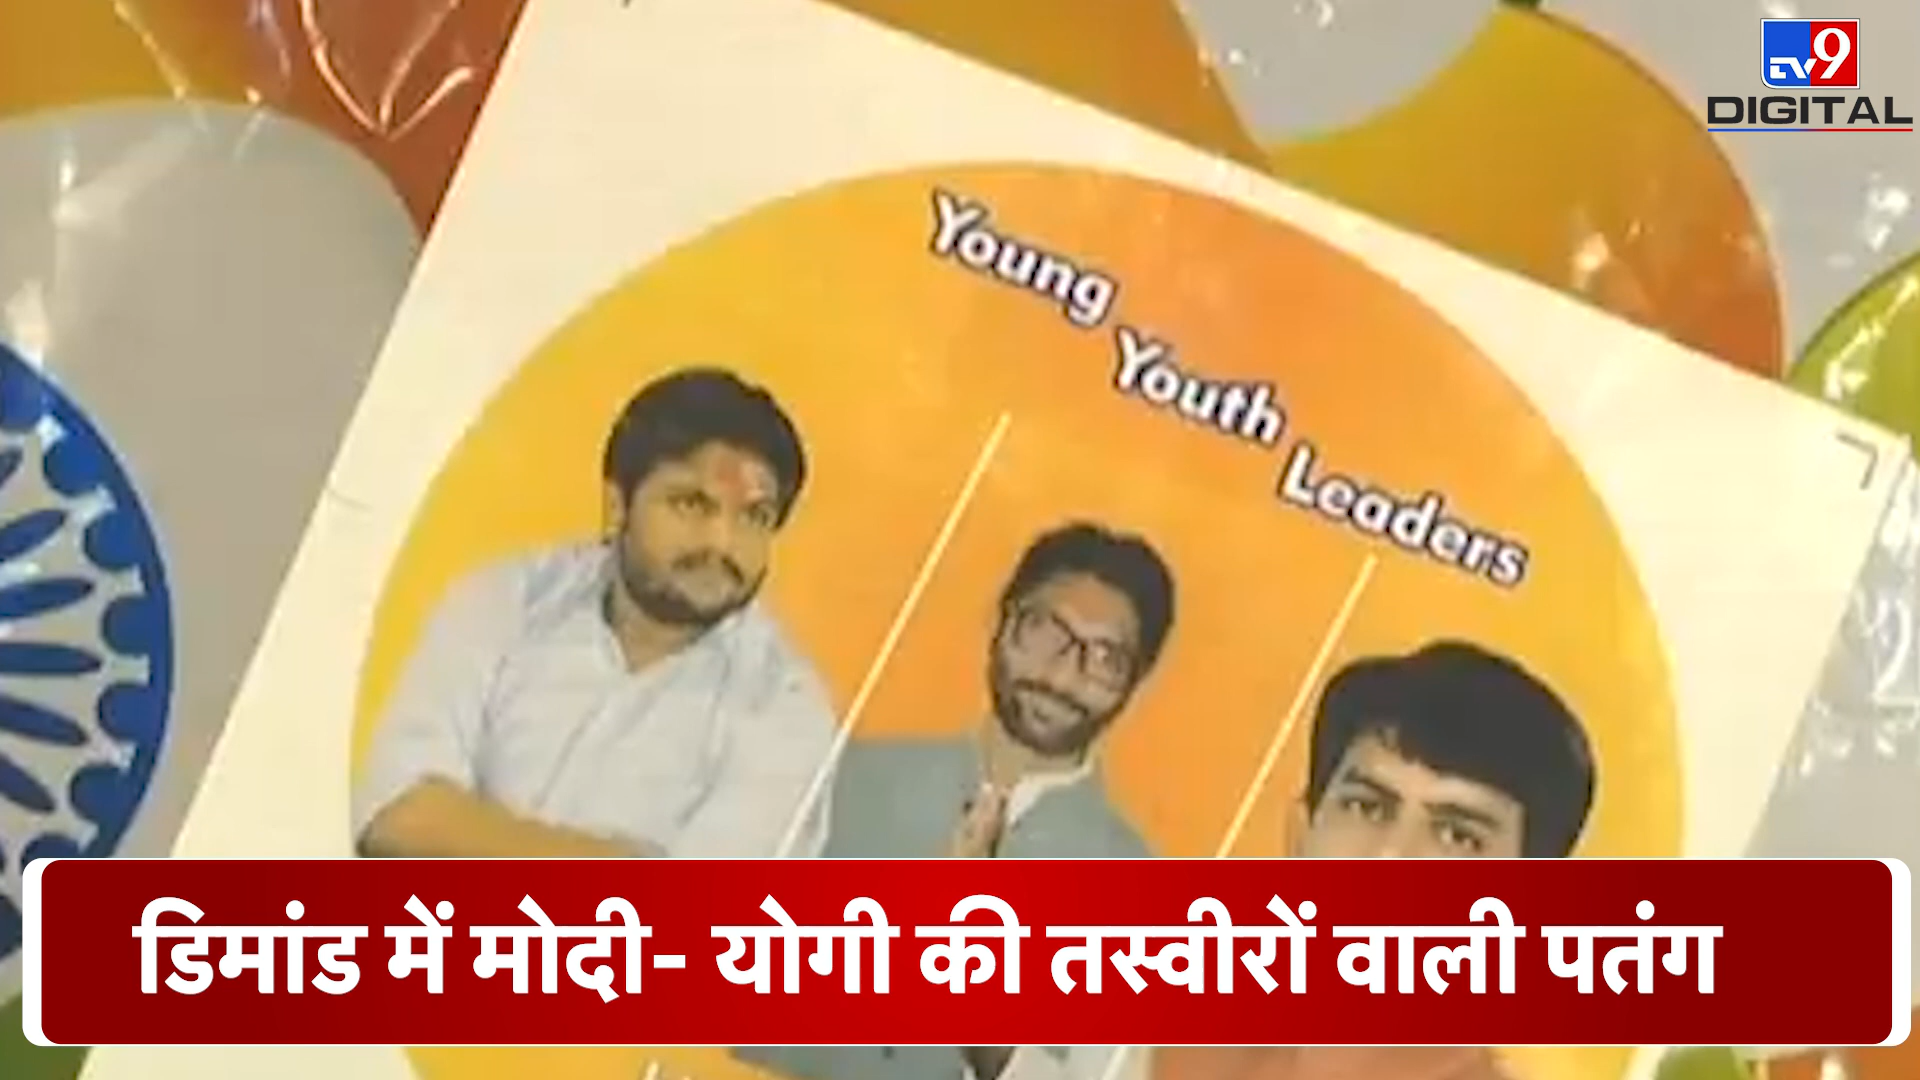 TV9
DIGITAL
Young
Youth
Leaders
डिमांड में मोदी- योगी की तस्वीरों वाली पतंग